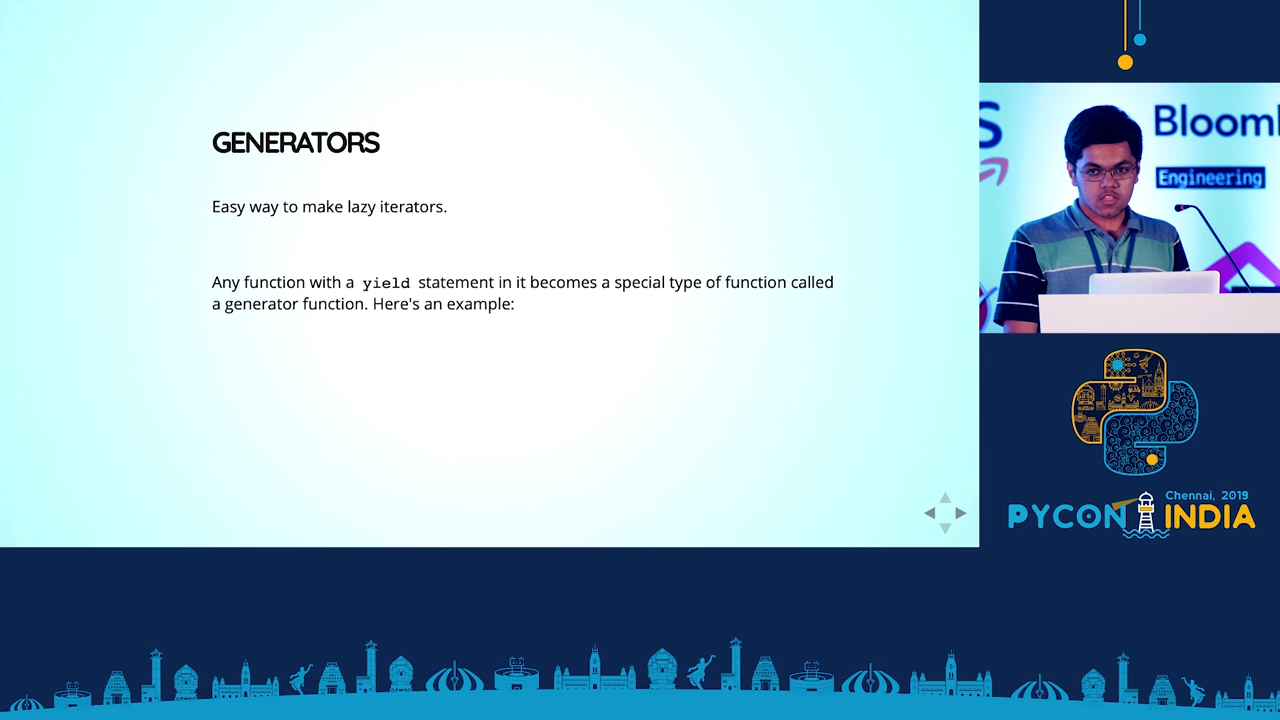 GENERATORS
Easy way to make lazy iterators.
Any function with a yield statement in it becomes a special type of function called
a generator function. Here's an example:
S
Bloom
Engineering
Chennai, 2019
PYCON INDIA